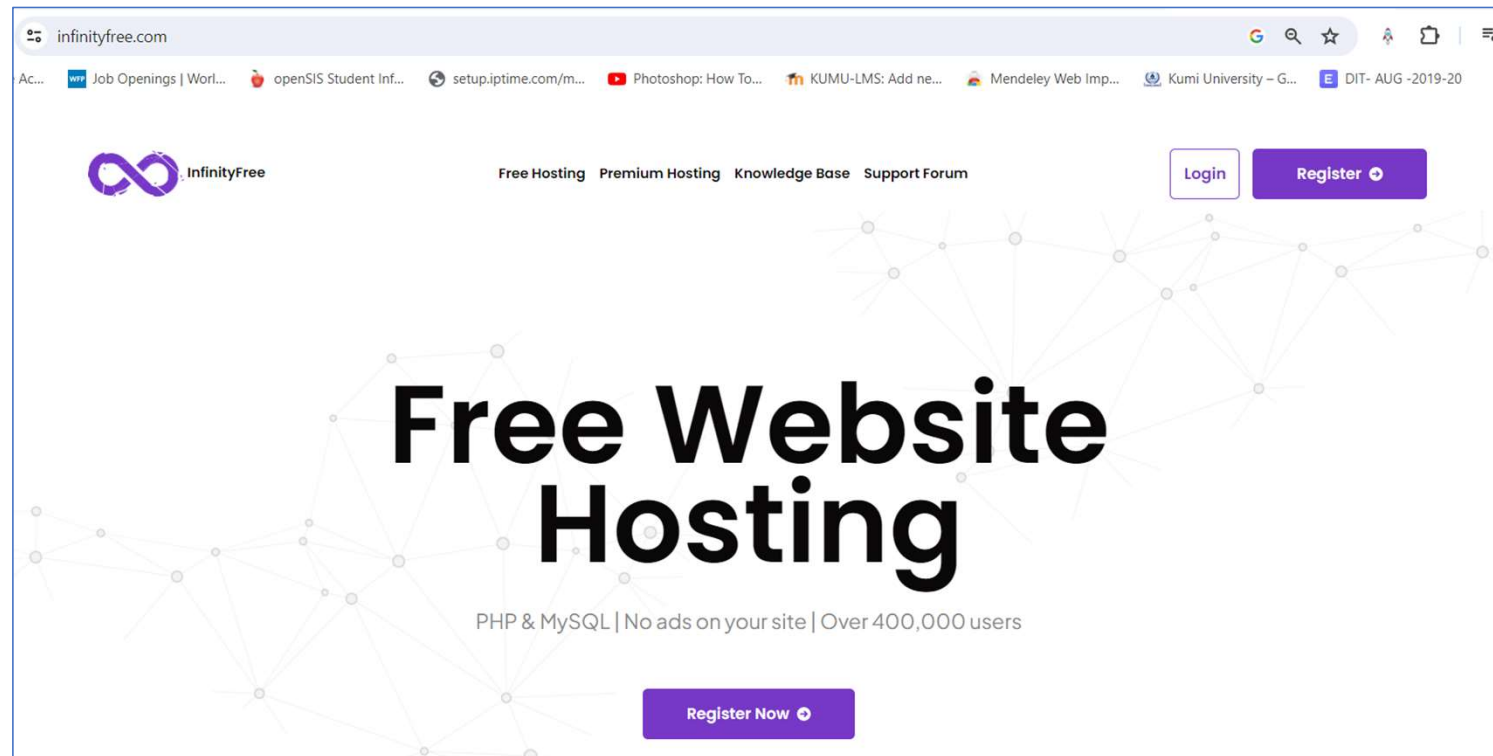 infinityfree.com
Ac... WFP Job Openings | Worl... openSIS Student Inf... setup.iptime.com/m... Photoshop: How To... KUMU-LMS: Add ne... Mendeley Web Imp... Kumi University – G... E DIT- AUG -2019-20
InfinityFree Free Hosting Premium Hosting Knowledge Base Support Forum Login Register
Free Website
Hosting
PHP & MySQL | No ads on your site | Over 400,000 users
Register Now